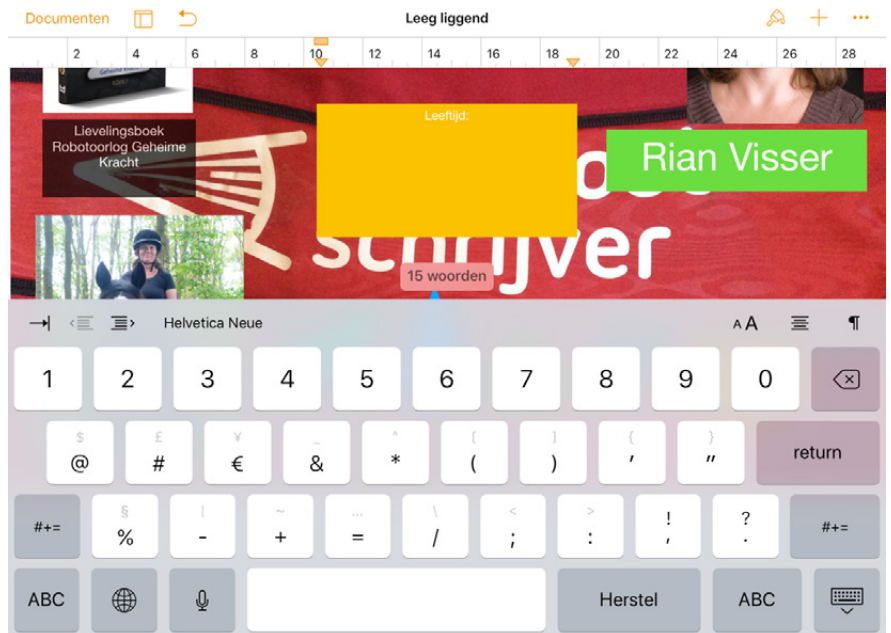 Documenten
Leeg liggend
2 4 6 8 10 12 14 16 18 20 22 24 26 28
Lievelingsboek
Robotoorlog Geheime
Kracht
Leeftijd:
Rian Visser
schrijver
15 woorden
Helvetica Neue
A A ¶
1 2 3 4 5 6 7 8 9 0
$ £ ¥ _ ^ [ ] { }
@ # € & * ( ) ' "
return
§ | ~ … \ < > ! ?
#+= % - + = / ; : , . #+=
ABC Herstel ABC